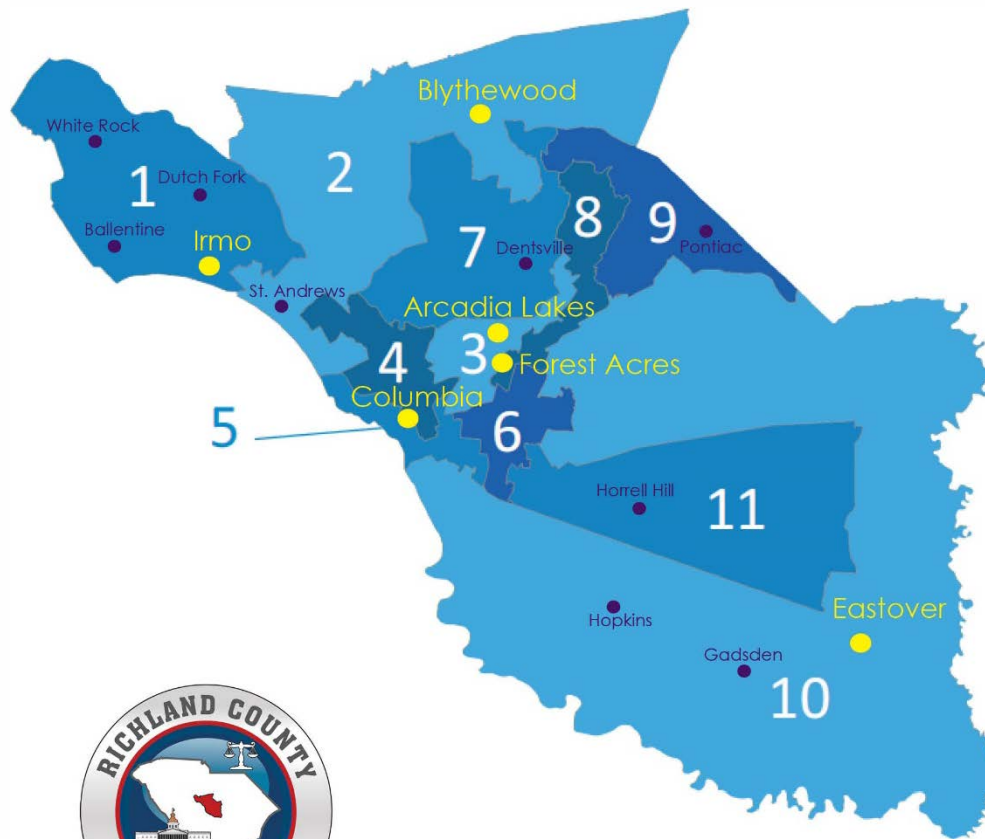 Blythewood
White Rock
1
Dutch Fork
2
Ballentine
Irmo
7
8
9
Dentsville
Pontiac
St. Andrews
Arcadia Lakes
3
Forest Acres
4
Columbia
5
6
Horrell Hill
11
Hopkins
Eastover
Gadsden
10
RICHLAND COUNTY